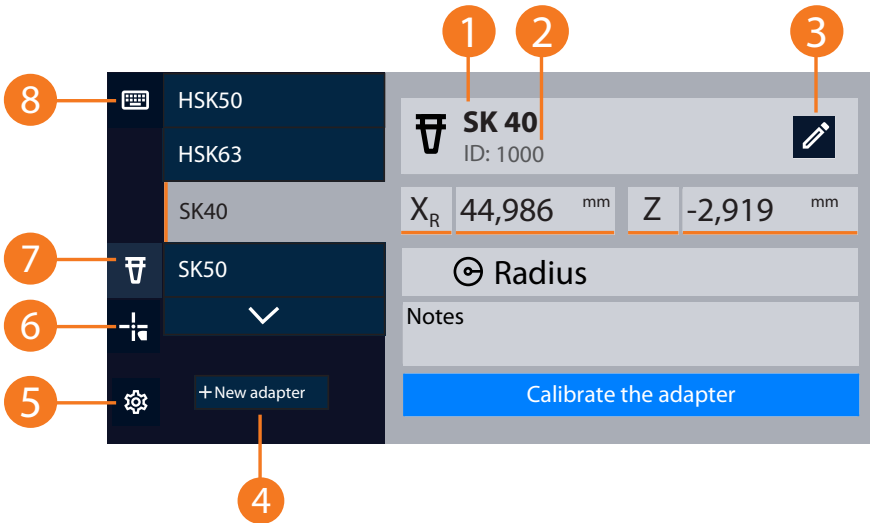 1
2
3
8
HSK50
HSK63
SK40
7
SK50
6
+New adapter
5
4
SK 40
ID: 1000
XR 44,986 mm Z -2,919 mm
Radius
Notes
Calibrate the adapter